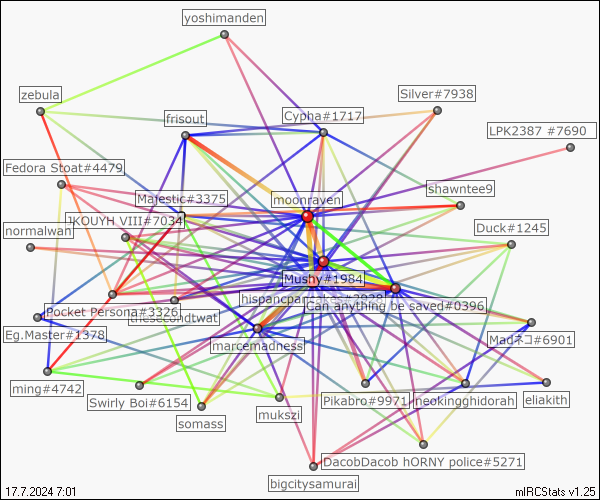 yoshimanden
zebula
Silver#7938
frisout
Cypha#1717
LPK2387 #7690
Fedora Stoat#4479
shawntee9
Majestic#3375
moonraven
!KOUYH VIII#7034
normalwan
Duck#1245
Mushy#1984
Can anything be saved#0396
Pocket Persona#3326
thesecondtwat
Eg.Master#1378
marcemadness
Madネコ#6901
ming#4742
Swirly Boi#6154
Pikabro#9971
neokingghidorah
eliakith
mukszi
somass
DacobDacob hORNY police#5271
bigcitysamurai
17.7.2024 7:01
mIRCStats v1.25